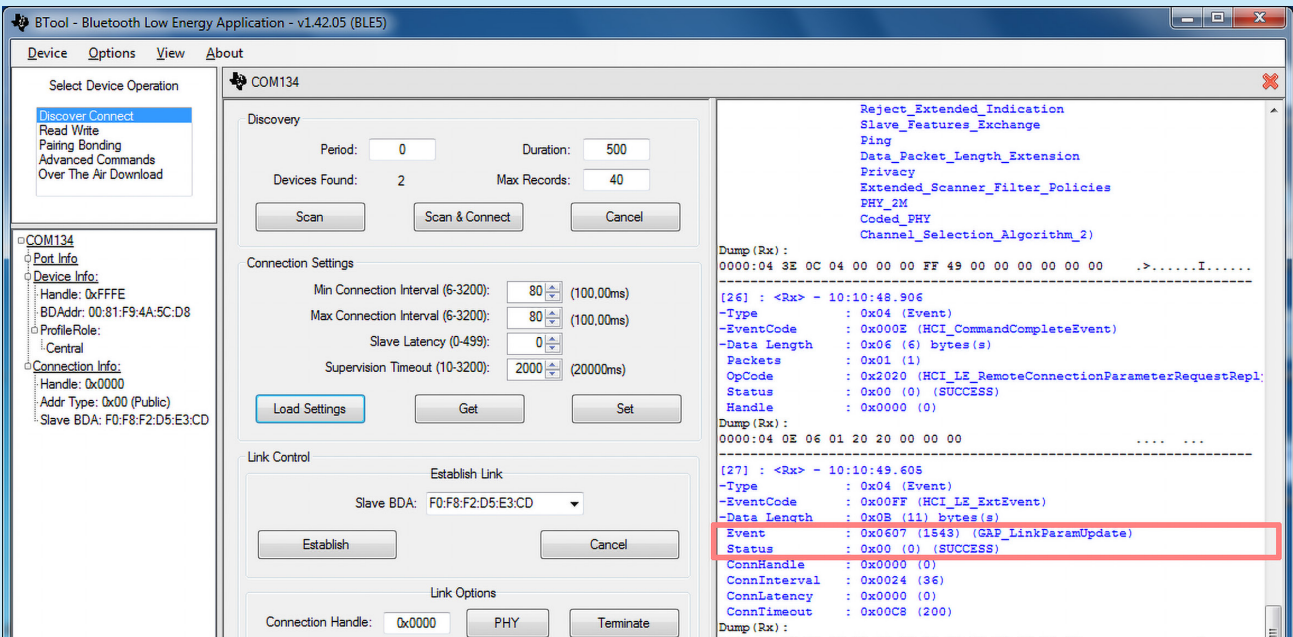 BTool - Bluetooth Low Energy Application - v1.42.05 (BLE5)
Device Options View About
Select Device Operation
Discover Connect
Read Write
Pairing Bonding
Advanced Commands
Over The Air Download
COM134
Port Info
Device Info:
Handle: 0xFFFE
BDAddr: 00:81:F9:4A:5C:D8
ProfileRole:
Central
Connection Info:
Handle: 0x0000
Addr Type: 0x00 (Public)
Slave BDA: F0:F8:F2:D5:E3:CD
COM134
Discovery
Period: 0 Duration: 500
Devices Found: 2 Max Records: 40
Scan Scan & Connect Cancel
Connection Settings
Min Connection Interval (6-3200): 80 (100,00ms)
Max Connection Interval (6-3200): 80 (100,00ms)
Slave Latency (0-499): 0
Supervision Timeout (10-3200): 2000 (20000ms)
Load Settings Get Set
Link Control
Establish Link
Slave BDA: F0:F8:F2:D5:E3:CD
Establish Cancel
Link Options
Connection Handle: 0x0000 PHY Terminate
Reject_Extended_Indication
Slave_Features_Exchange
Ping
Data_Packet_Length_Extension
Privacy
Extended_Scanner_Filter_Policies
PHY_2M
Coded_PHY
Channel_Selection_Algorithm_2)
Dump(Rx):
0000:04 3E 0C 04 00 00 00 FF 49 00 00 00 00 00 00 .>......I......
[26] : <Rx> - 10:10:48.906
-Type : 0x04 (Event)
-EventCode : 0x000E (HCI_CommandCompleteEvent)
-Data Length : 0x06 (6) bytes(s)
Packets : 0x01 (1)
OpCode : 0x2020 (HCI_LE_RemoteConnectionParameterRequestRepl
Status : 0x00 (0) (SUCCESS)
Handle : 0x0000 (0)
Dump(Rx):
0000:04 0E 06 01 20 20 00 00 00 .... ...
[27] : <Rx> - 10:10:49.605
-Type : 0x04 (Event)
-EventCode : 0x00FF (HCI_LE_ExtEvent)
-Data Length : 0x0B (11) bytes(s)
Event : 0x0607 (1543) (GAP_LinkParamUpdate)
Status : 0x00 (0) (SUCCESS)
ConnHandle : 0x0000 (0)
ConnInterval : 0x0024 (36)
ConnLatency : 0x0000 (0)
ConnTimeout : 0x00C8 (200)
Dump(Rx):